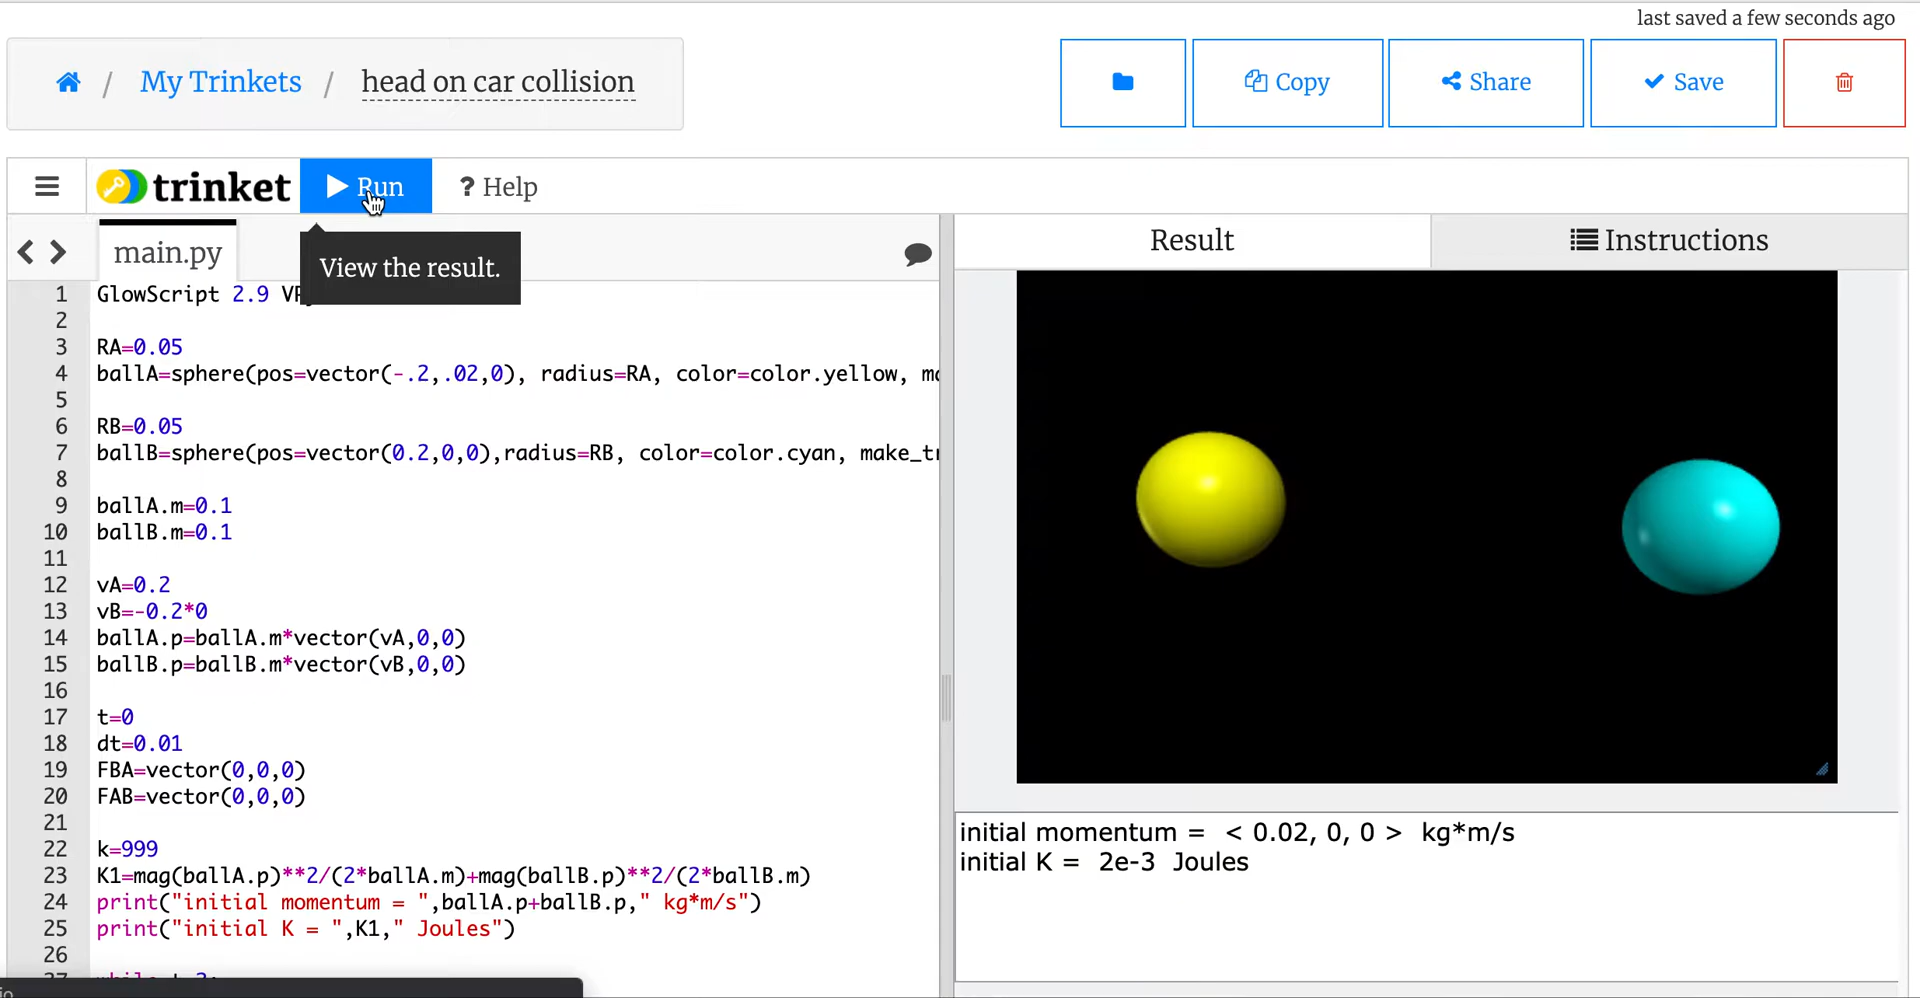 last saved a few seconds ago
/ My Trinkets / head on car collision
Copy
Share
Save
trinket
Run
? Help
main.py
View the result.
Result
Instructions
1 GlowScript 2.9
2
3 RA=0.05
4 ballA=sphere(pos=vector(-.2,.02,0), radius=RA, color=color.yellow,
5
6 RB=0.05
7 ballB=sphere(pos=vector(0.2,0,0),radius=RB, color=color.cyan,
8
9 ballA.m=0.1
10 ballB.m=0.1
11
12 vA=0.2
13 vB=-0.2*0
14 ballA.p=ballA.m*vector(vA,0,0)
15 ballB.p=ballB.m*vector(vB,0,0)
16
17 t=0
18 dt=0.01
19 FBA=vector(0,0,0)
20 FAB=vector(0,0,0)
21
22 k=999
23 K1=mag(ballA.p)**2/(2*ballA.m)+mag(ballB.p)**2/(2*ballB.m)
24 print("initial momentum = ",ballA.p+ballB.p," kg*m/s")
25 print("initial K = ",K1," Joules")
26
initial momentum = < 0.02, 0, 0 > kg*m/s
initial K = 2e-3 Joules